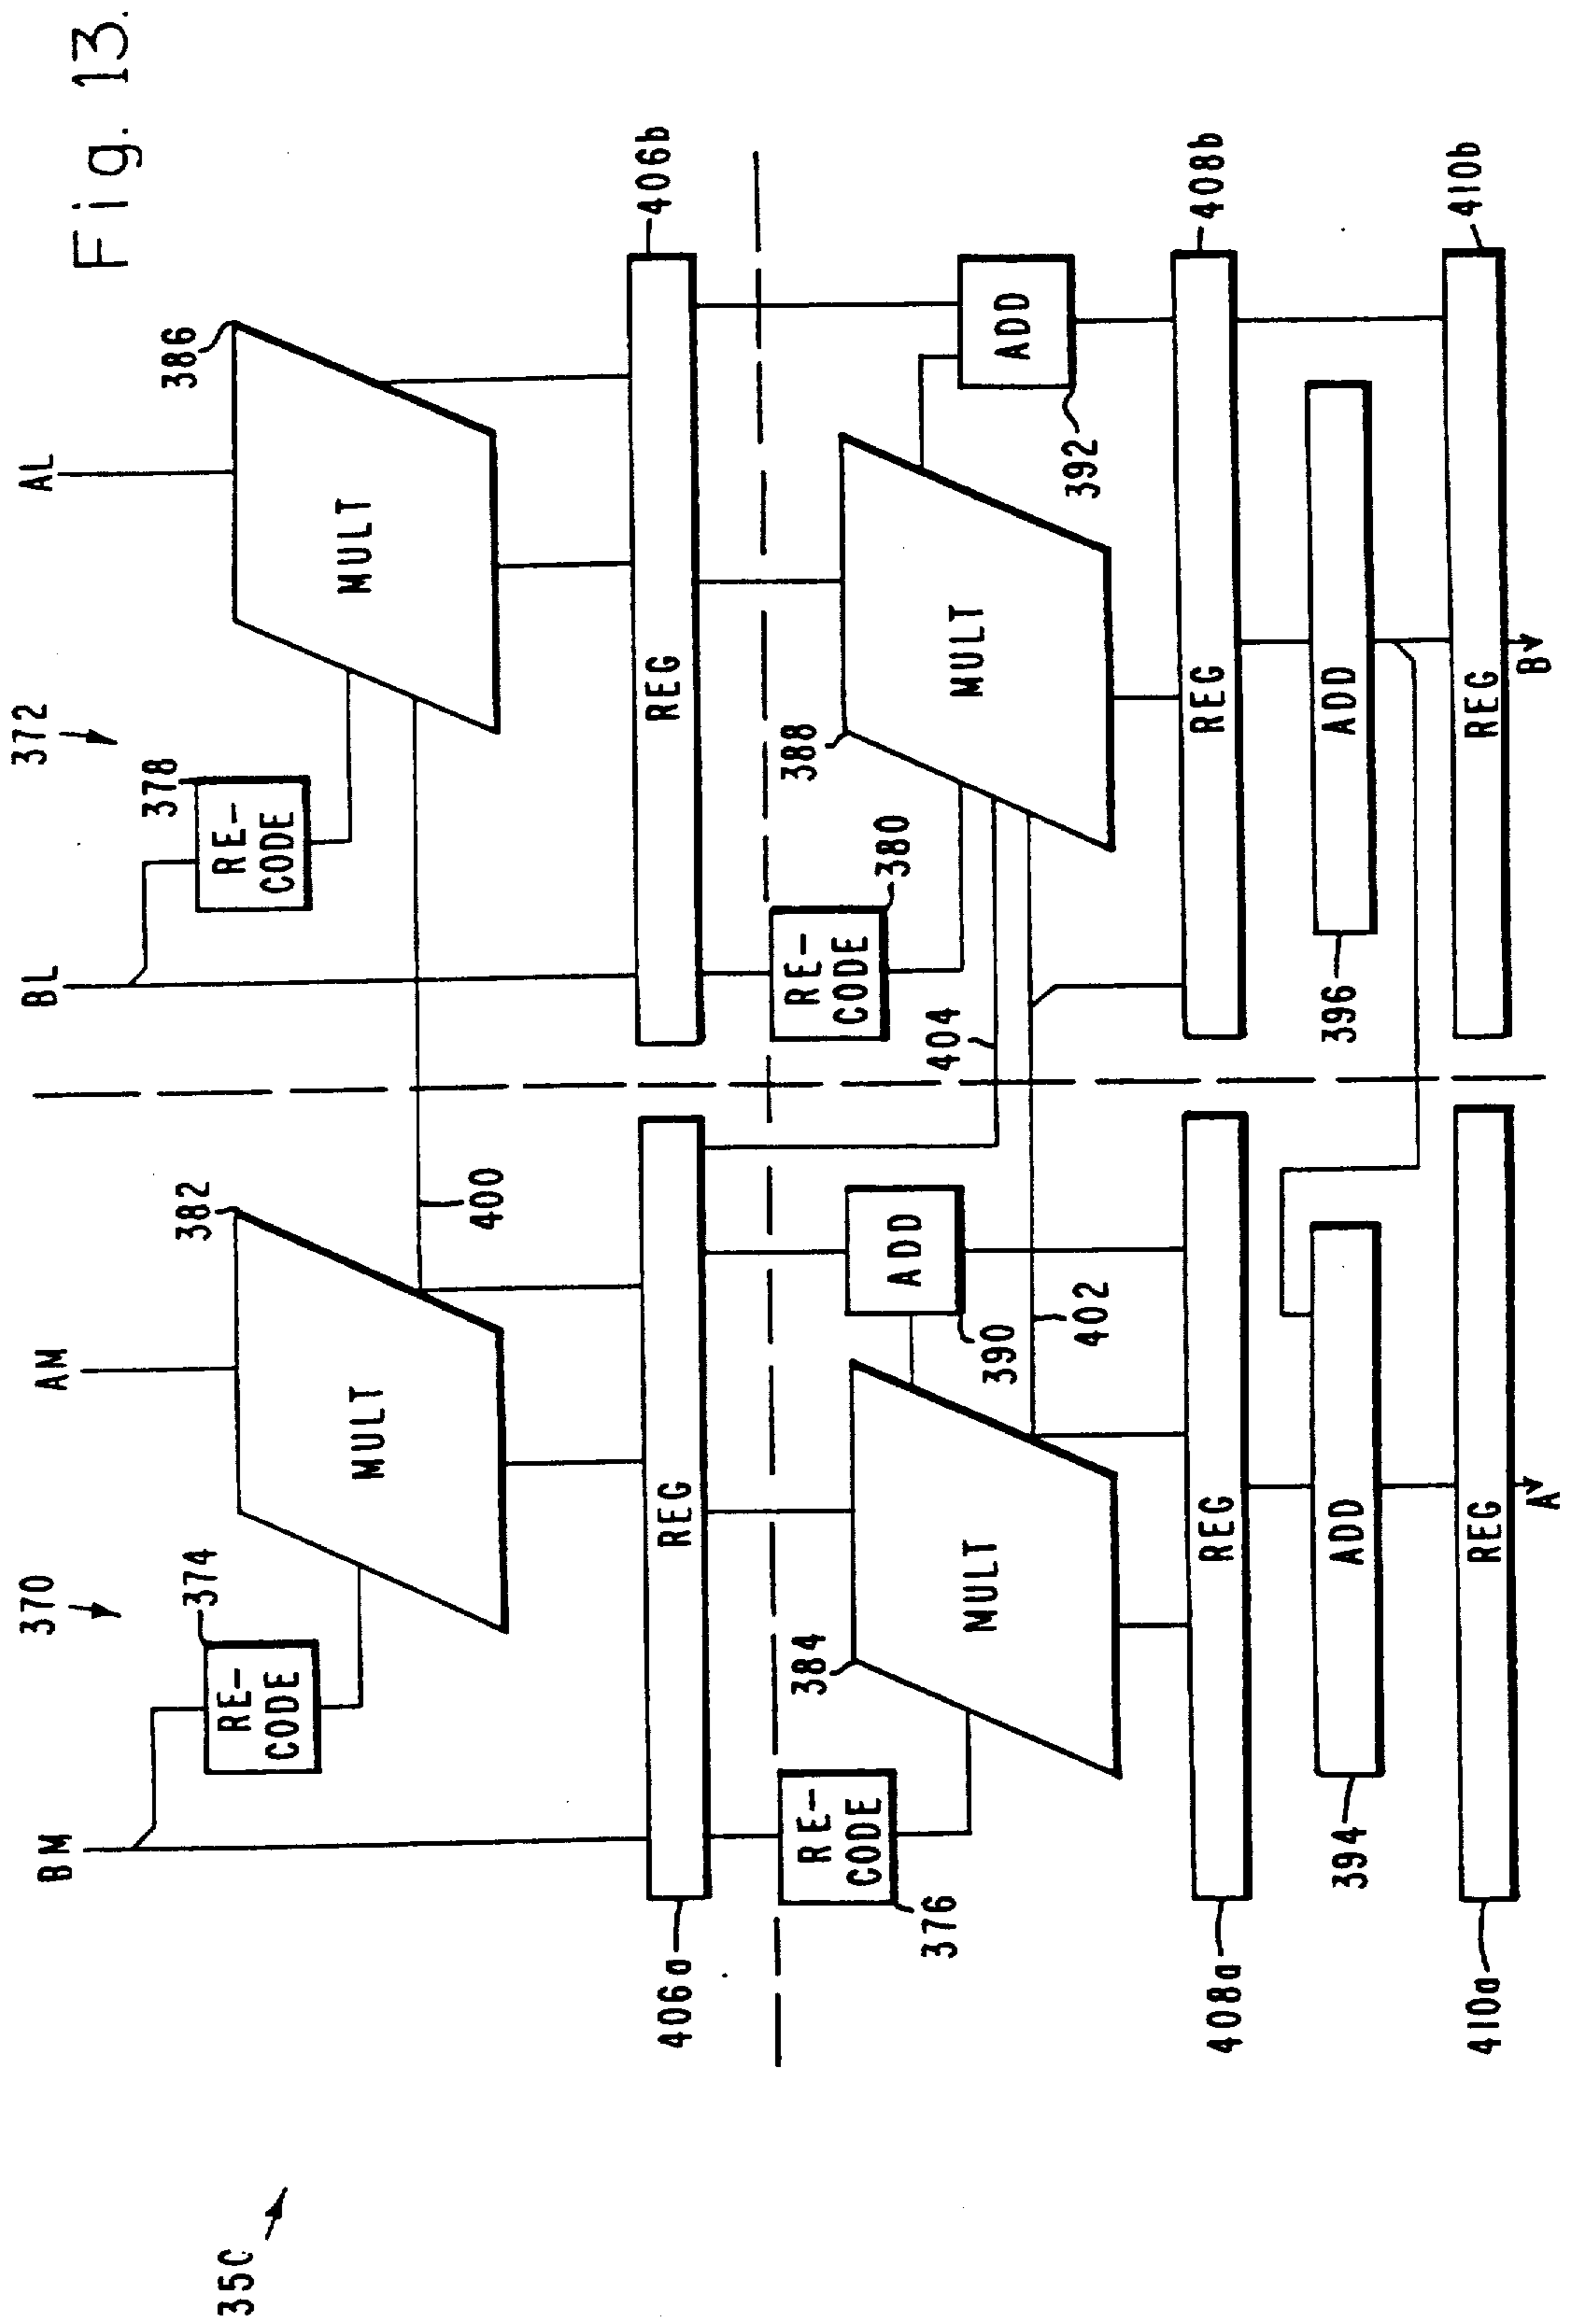 Fig. 13.
35C
370
372
BM
AM
BL
AL
374
382
378
386
RE-
CODE
MULT
RE-
CODE
MULT
400
406a
REG
REG
406b
376
RE-
CODE
384
MULT
390
ADD
402
404
RE-
CODE
380
388
MULT
392
ADD
408a
REG
REG
408b
394
ADD
396
ADD
410a
REG
REG
410b
A
B